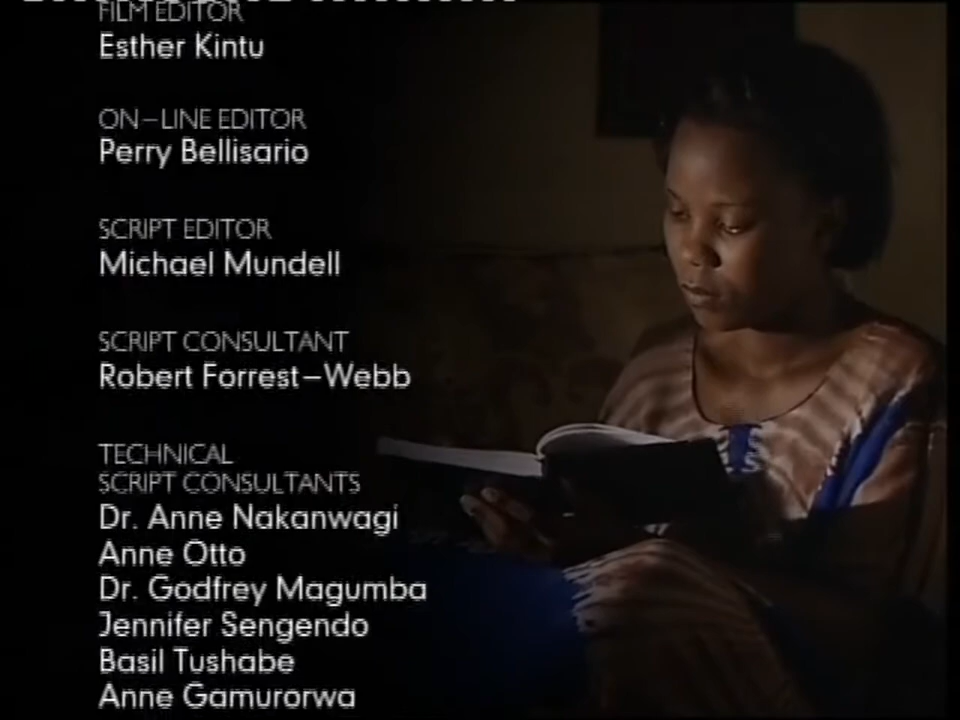 FILM EDITOR
Esther Kintu
ON-LINE EDITOR
Perry Bellisario
SCRIPT EDITOR
Michael Mundell
SCRIPT CONSULTANT
Robert Forrest-Webb
TECHNICAL
SCRIPT CONSULTANTS
Dr. Anne Nakanwagi
Anne Otto
Dr. Godfrey Magumba
Jennifer Sengendo
Basil Tushabe
Anne Gamurorwa